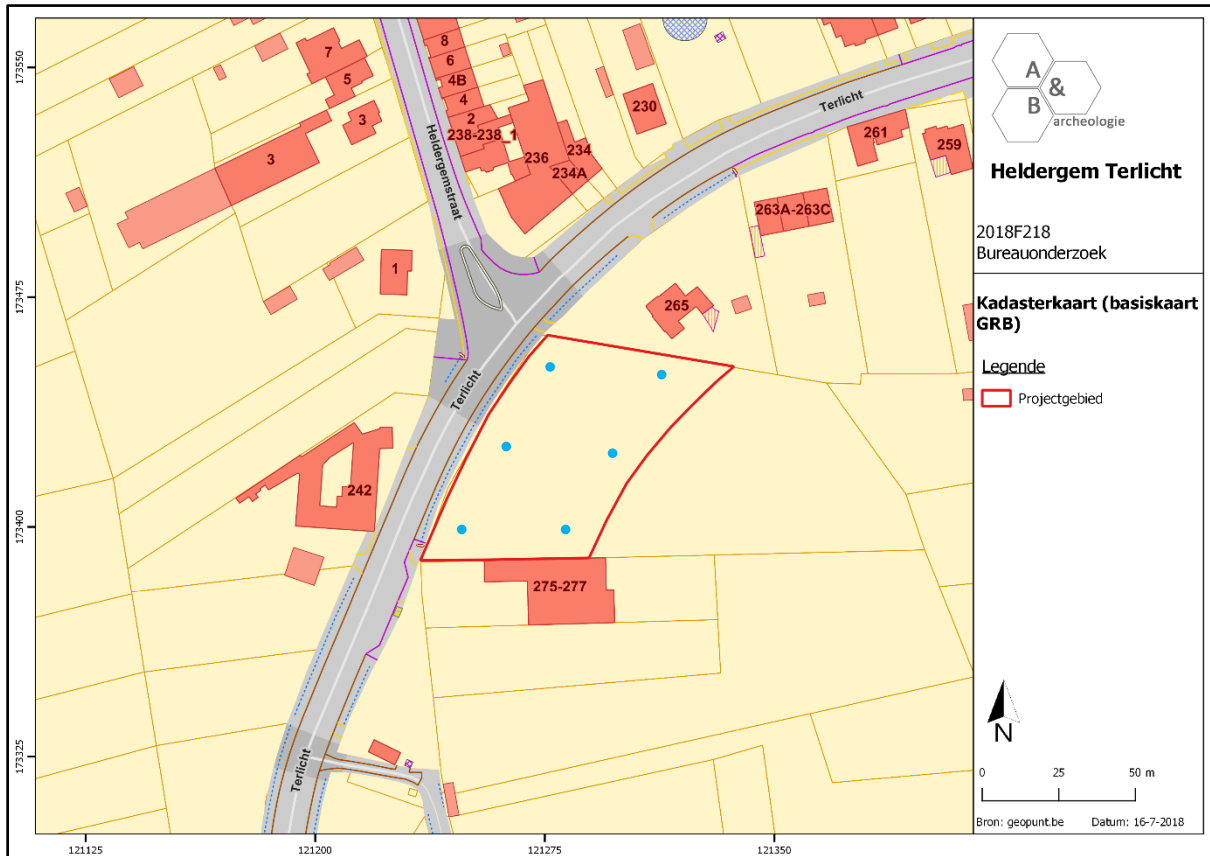 173550
173475
173400
173325
121125
121200
121275
121350
7
5
3
3
8
6
4B
4
2
238-238_1
236
234
234A
230
Terlicht
261
259
263A-263C
Heldergemstraat
1
265
Terlicht
242
275-277
Terlicht
A
&
B
archeologie
Heldergem Terlicht
2018F218
Bureauonderzoek
Kadasterkaart (basiskaart
GRB)
Legende
Projectgebied
N
0 25 50 m
Bron: geopunt.be Datum: 16-7-2018